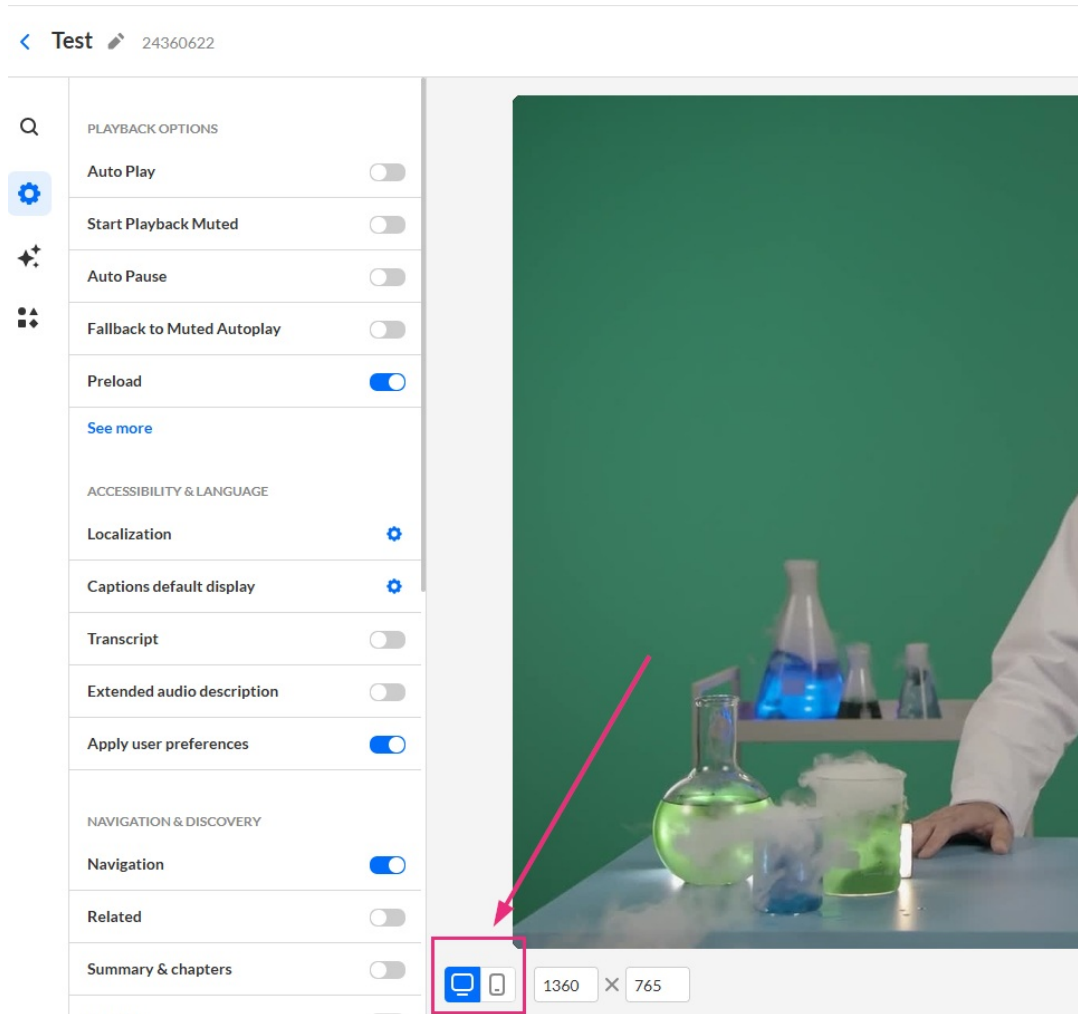 Test 24360622
PLAYBACK OPTIONS
Auto Play
Start Playback Muted
Auto Pause
Fallback to Muted Autoplay
Preload
See more
ACCESSIBILITY & LANGUAGE
Localization
Captions default display
Transcript
Extended audio description
Apply user preferences
NAVIGATION & DISCOVERY
Navigation
Related
Summary & chapters
1360 × 765